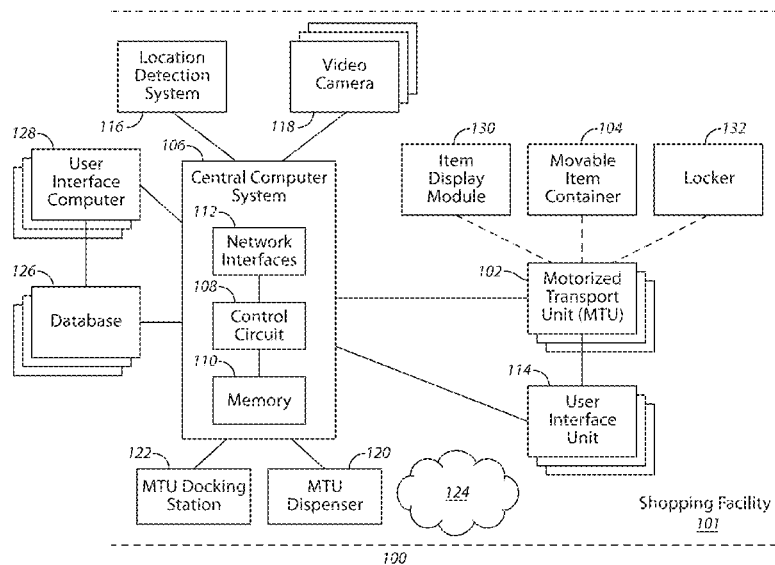 Location
Detection
System
116
Video
Camera
118
128
User
Interface
Computer
106
Central Computer
System
130
Item
Display
Module
104
Movable
Item
Container
132
Locker
112
Network
Interfaces
126
Database
108
Control
Circuit
102
Motorized
Transport
Unit (MTU)
110
Memory
114
User
Interface
Unit
122
MTU Docking
Station
120
MTU
Dispenser
124
Shopping Facility
101
100